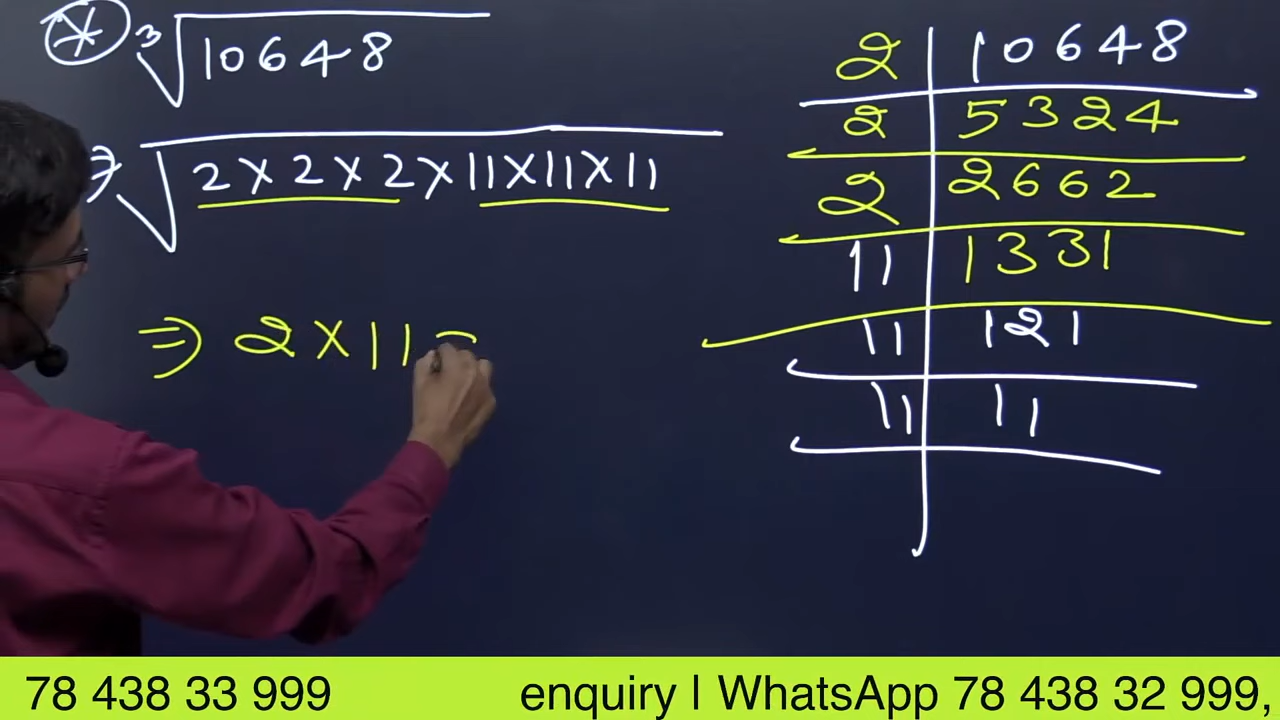 * ∛10648
⇒ √2×2×2×11×11×11
⇒ 2×11 =
2 | 10648
2 | 5324
2 | 2662
11 | 1331
11 | 121
11 | 11
78 438 33 999 enquiry | WhatsApp 78 438 32 999,